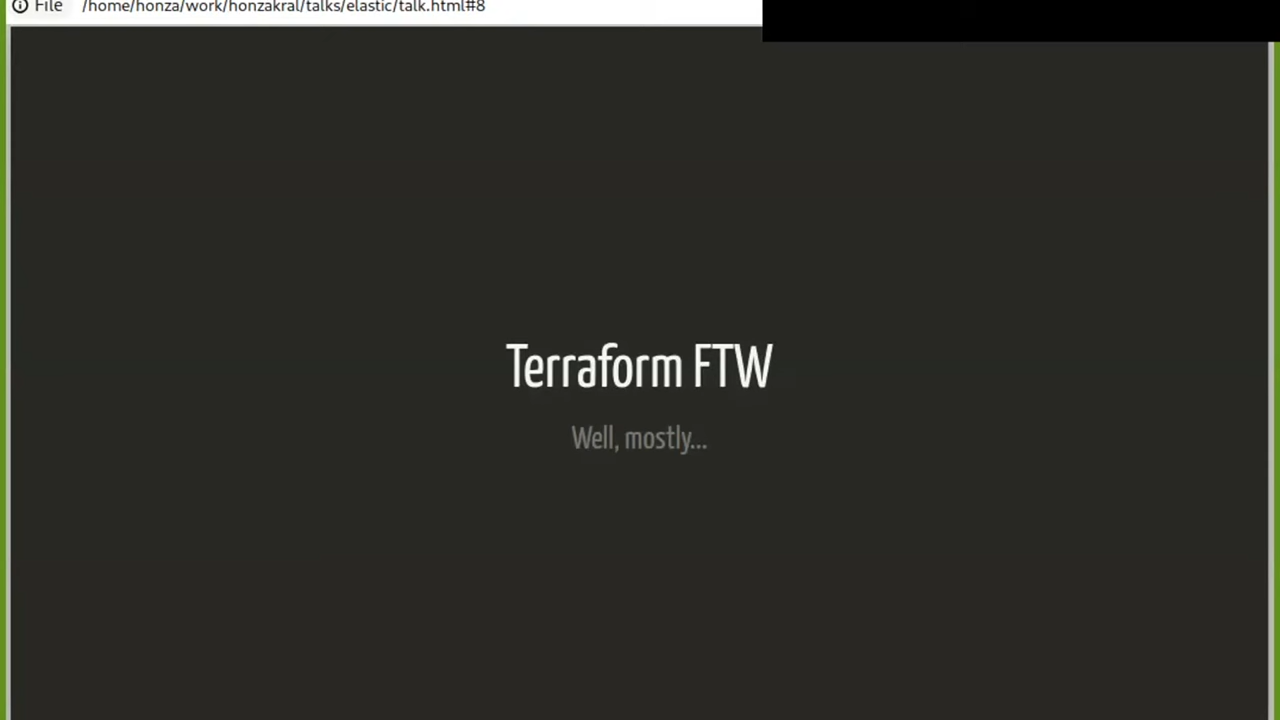 File /home/honza/work/honzakral/talks/elastic/talk.html#8
Terraform FTW
Well, mostly...